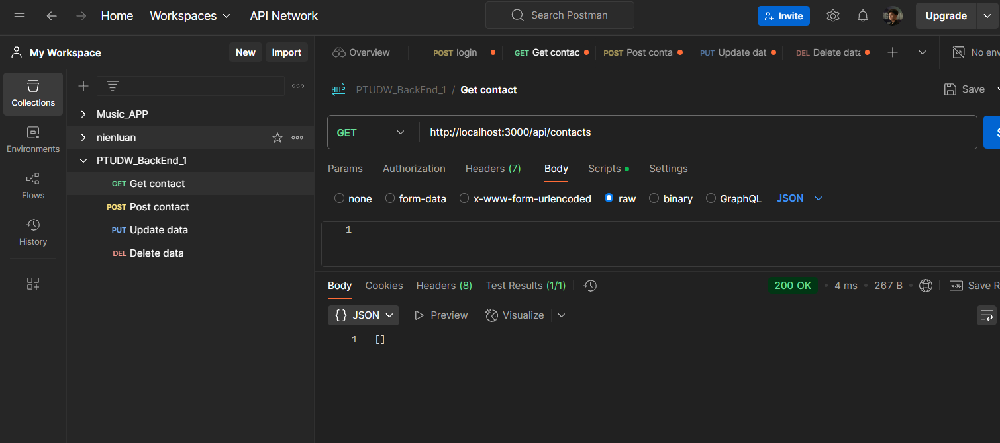 Home Workspaces API Network Search Postman Invite Upgrade
My Workspace New Import
Overview POST login GET Get contac POST Post conta PUT Update dat DEL Delete data No env
Collections
Environments
Flows
History
Music_APP
nienluan
PTUDW_BackEnd_1
GET Get contact
POST Post contact
PUT Update data
DEL Delete data
HTTP PTUDW_BackEnd_1 / Get contact Save
GET http://localhost:3000/api/contacts S
Params Authorization Headers (7) Body Scripts Settings
none form-data x-www-form-urlencoded raw binary GraphQL JSON
1
Body Cookies Headers (8) Test Results (1/1) 200 OK • 4 ms • 267 B • e.g. Save R
{} JSON Preview Visualize
1 []